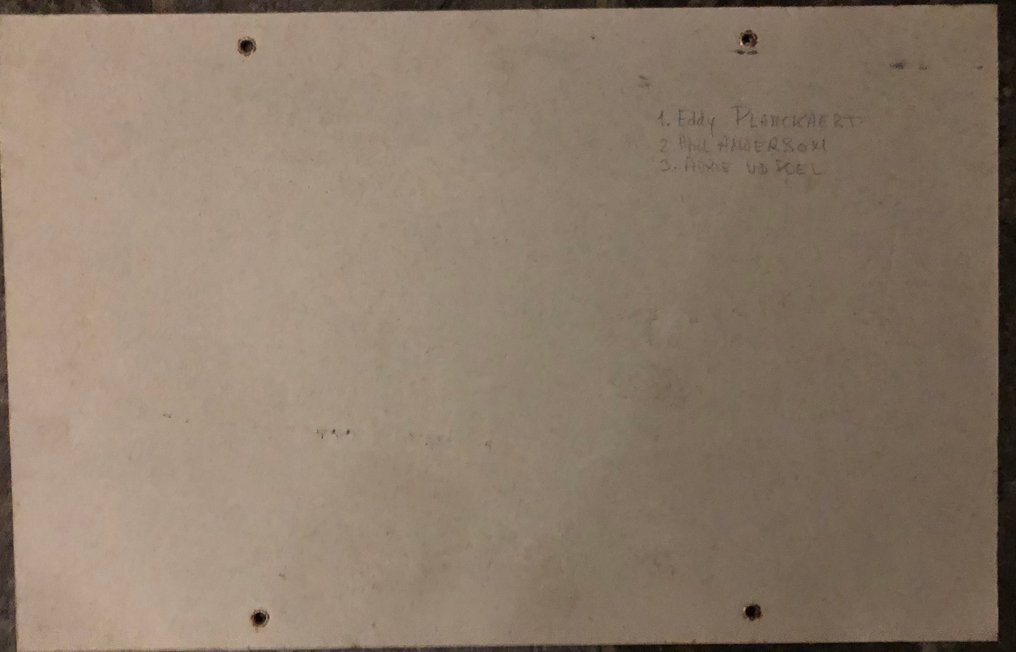 1. Eddy PLANCKAERT
2. Phil ANDERSON
3. ADRIE VD POEL